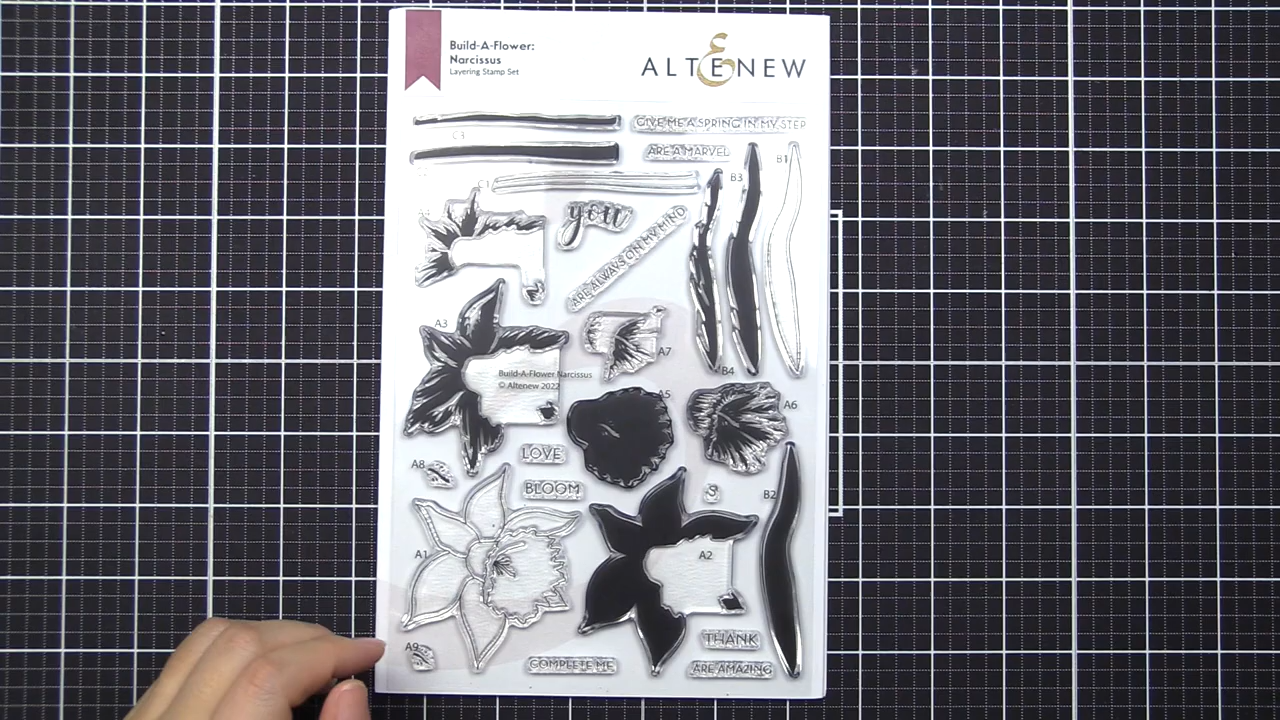 Build-A-Flower:
Narcissus
Layering Stamp Set
ALTENEW
GIVE ME A SPRING IN MY STEP
C3
ARE A MARVEL
B1
B3
C1
you
ARE ALWAYS ON MY MIND
A3
A7
B4
Build-A-Flower Narcissus
© Altenew 2022
A5
A6
LOVE
A8
BLOOM
S
B2
A1
A2
THANK
A9
COMPLETE ME
ARE AMAZING